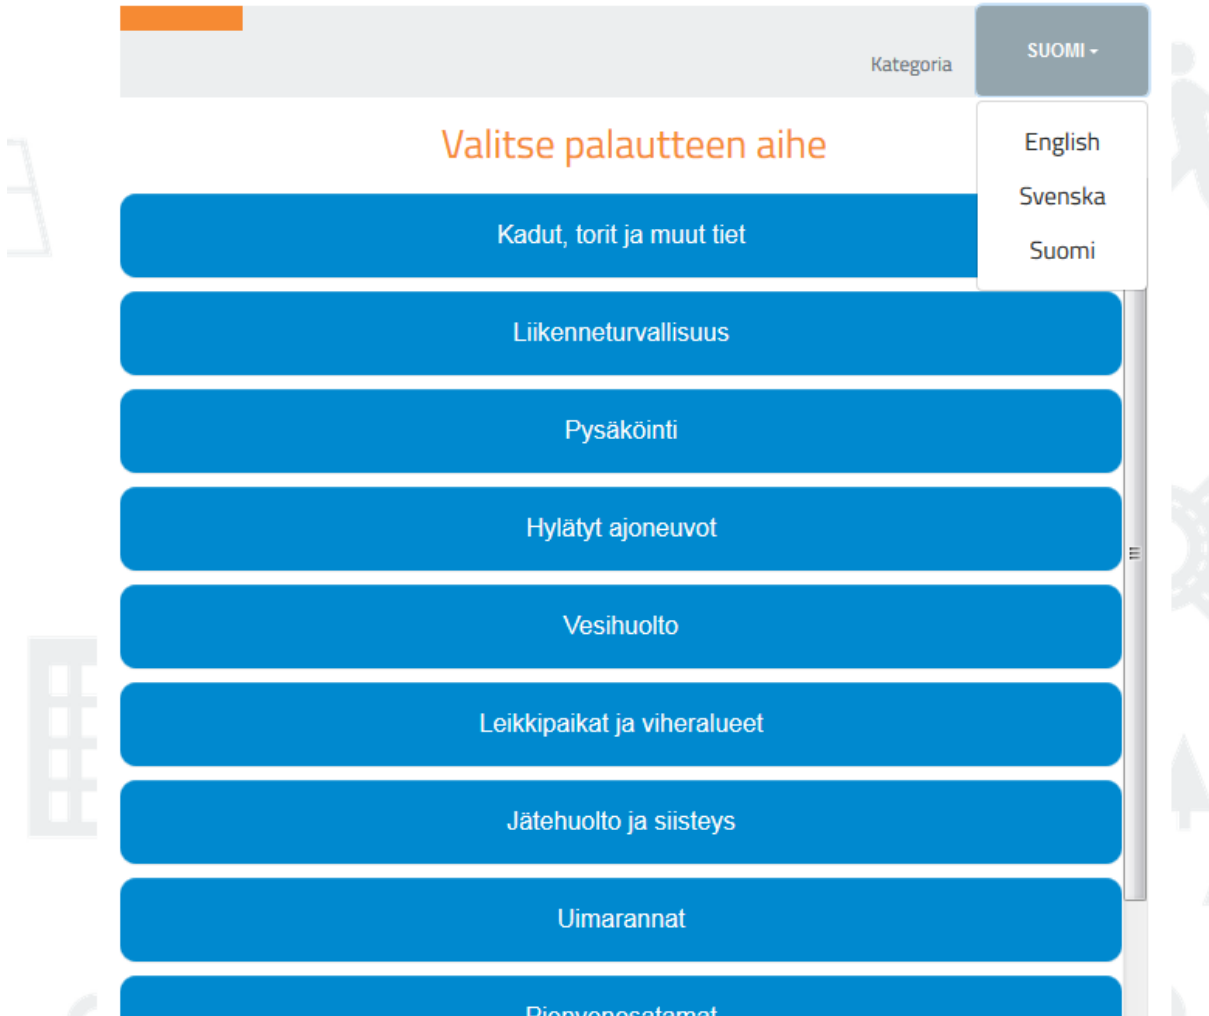 Kategoria
SUOMI
English
Svenska
Suomi
Valitse palautteen aihe
Kadut, torit ja muut tiet
Liikenneturvallisuus
Pysäköinti
Hylätyt ajoneuvot
Vesihuolto
Leikkipaikat ja viheralueet
Jätehuolto ja siisteys
Uimarannat
Pienvenesatamat